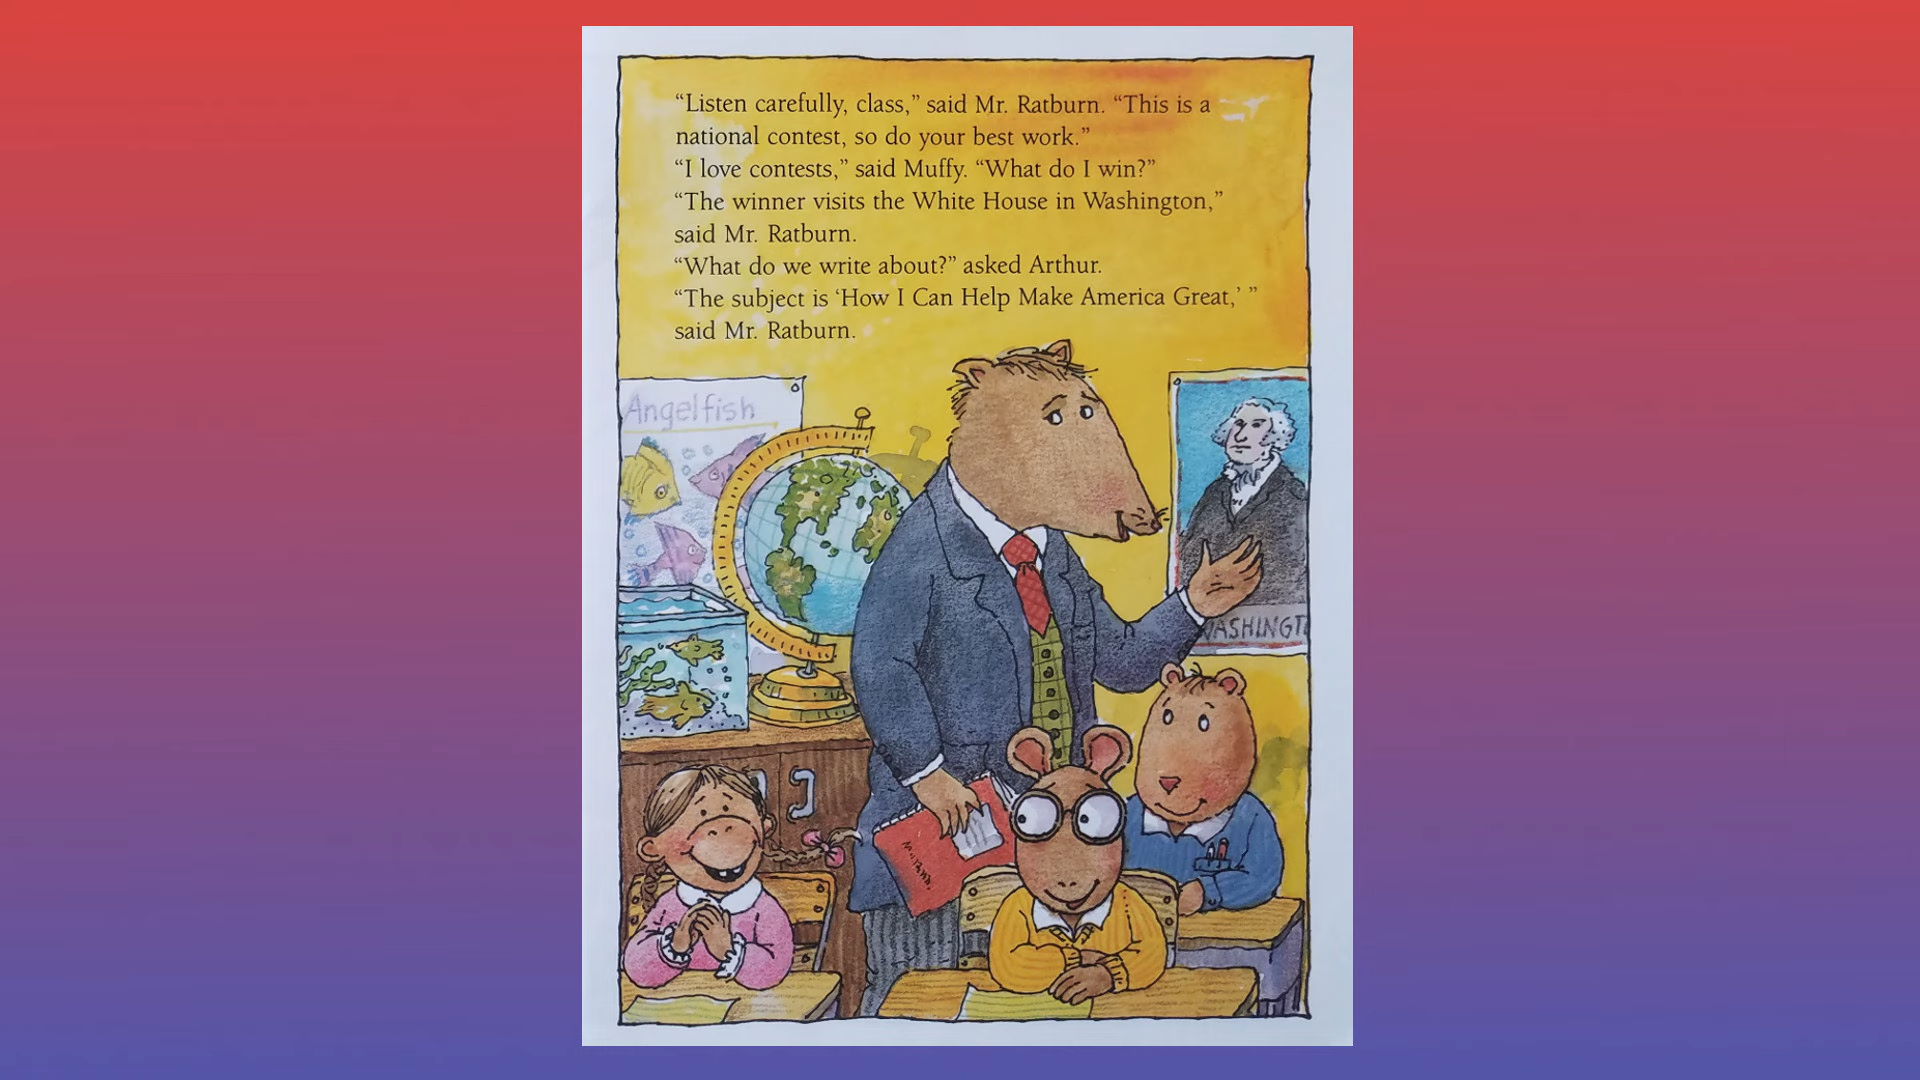 “Listen carefully, class,” said Mr. Ratburn. “This is a
national contest, so do your best work.”
“I love contests,” said Muffy. “What do I win?”
“The winner visits the White House in Washington,”
said Mr. Ratburn.
“What do we write about?” asked Arthur.
“The subject is ‘How I Can Help Make America Great,’ ”
said Mr. Ratburn.
Angelfish
WASHINGT